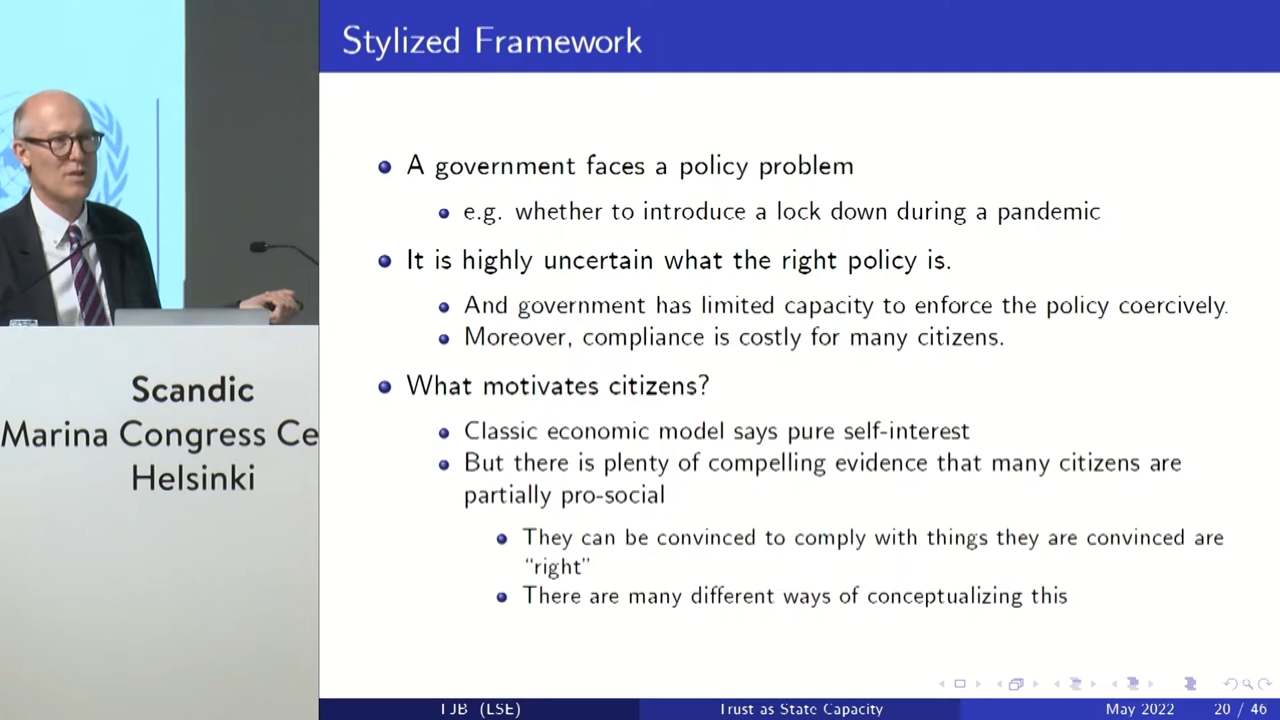 Stylized Framework
A government faces a policy problem
e.g. whether to introduce a lock down during a pandemic
It is highly uncertain what the right policy is.
And government has limited capacity to enforce the policy coercively.
Moreover, compliance is costly for many citizens.
What motivates citizens?
Classic economic model says pure self-interest
But there is plenty of compelling evidence that many citizens are
partially pro-social
They can be convinced to comply with things they are convinced are
“right”
There are many different ways of conceptualizing this
TJB (LSE)
Trust as State Capacity
May 2022
20 / 46
Scandic
Marina Congress Ce
Helsinki